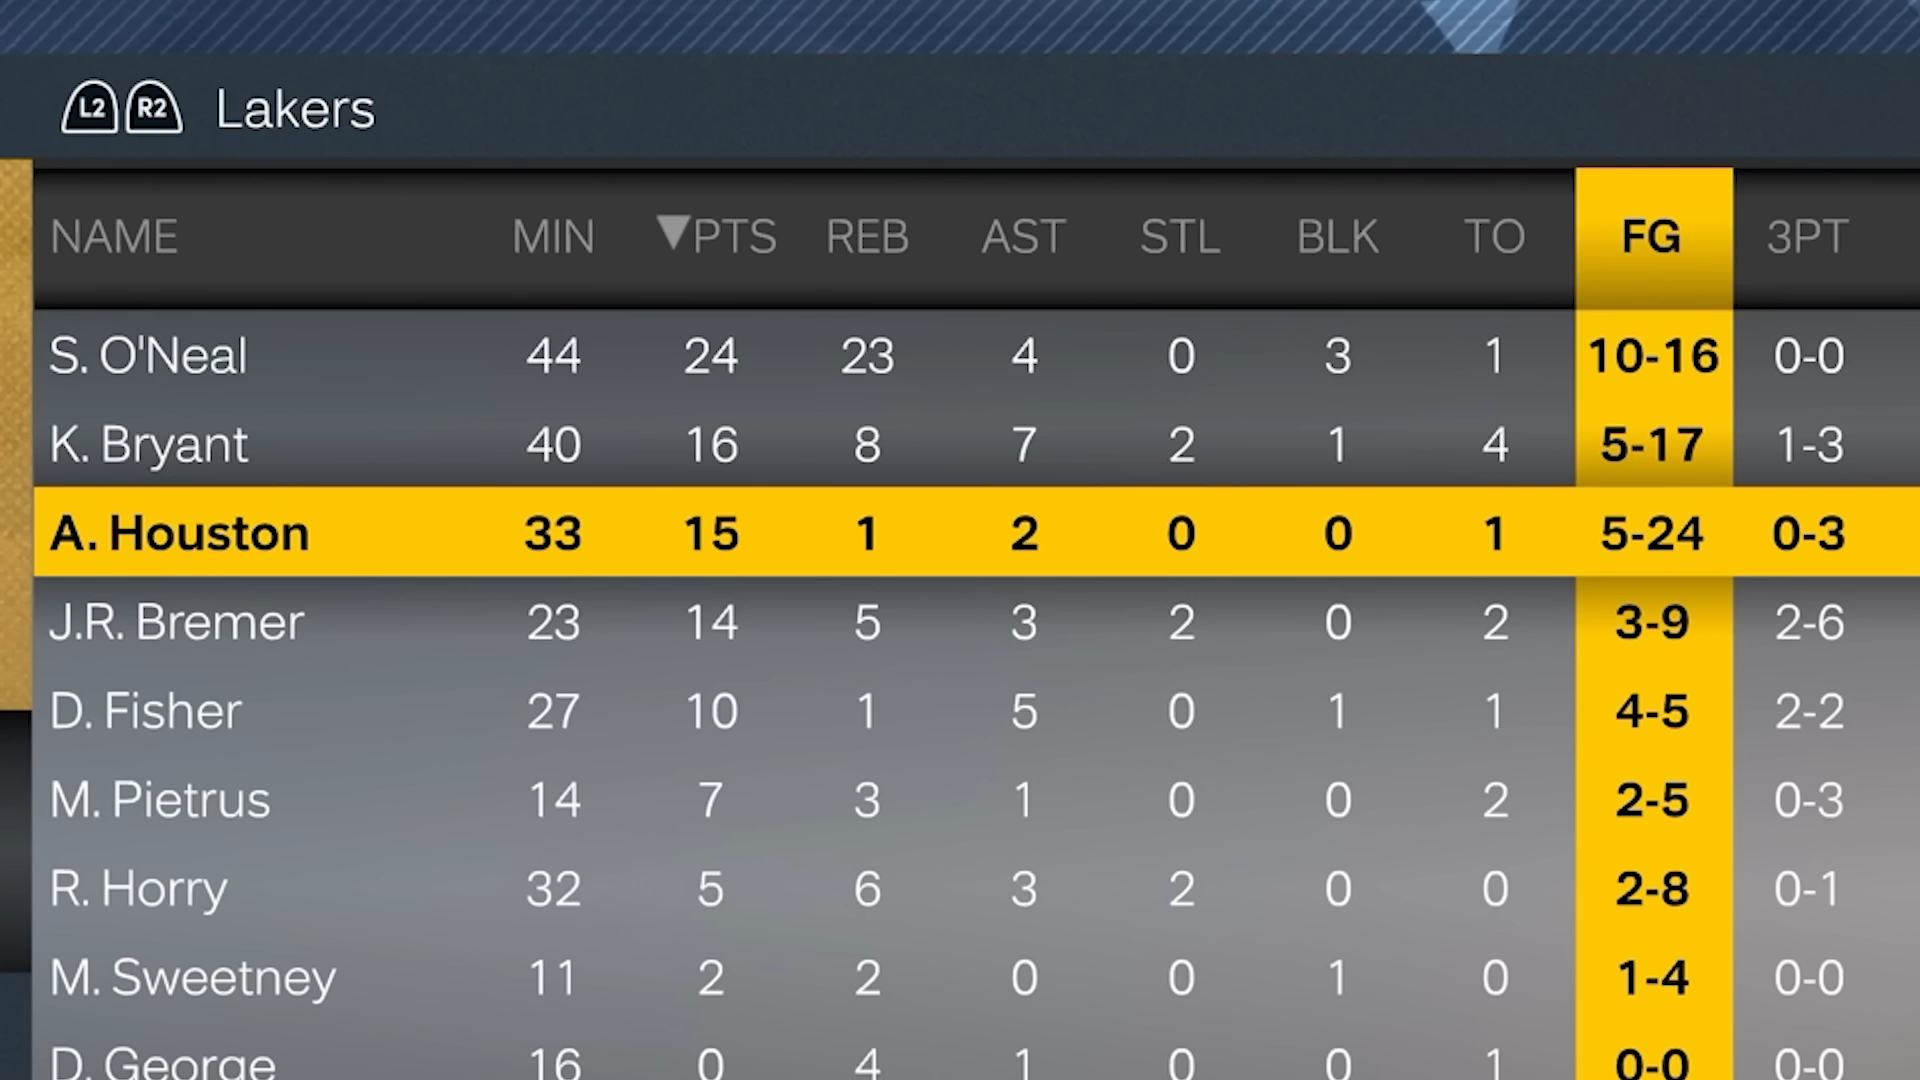 L2 R2 Lakers
NAME MIN ▼PTS REB AST STL BLK TO FG 3PT
S. O'Neal 44 24 23 4 0 3 1 10-16 0-0
K. Bryant 40 16 8 7 2 1 4 5-17 1-3
A. Houston 33 15 1 2 0 0 1 5-24 0-3
J.R. Bremer 23 14 5 3 2 0 2 3-9 2-6
D. Fisher 27 10 1 5 0 1 1 4-5 2-2
M. Pietrus 14 7 3 1 0 0 2 2-5 0-3
R. Horry 32 5 6 3 2 0 0 2-8 0-1
M. Sweetney 11 2 2 0 0 1 0 1-4 0-0
D. George 16 0 4 1 0 0 1 0-0 0-0